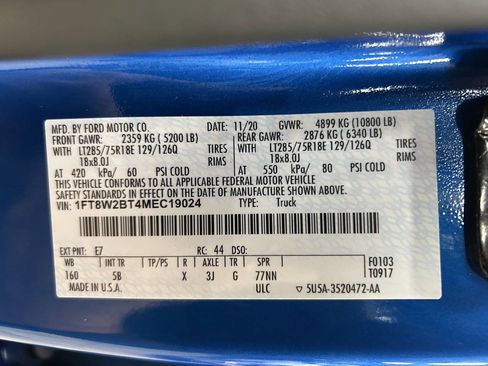 MFD. BY FORD MOTOR CO. 11/20 GVWR: 4899 KG (10800 LB)
FRONT GAWR: 2359 KG (5200 LB) REAR GAWR: 2876 KG (6340 LB)
WITH LT285/75R18E 129/126Q WITH LT285/75R18E 129/126Q
18x8.0J RIMS 18x8.0J RIMS
AT 420 kPa/ 60 PSI COLD AT 550 kPa/ 80 PSI COLD
THIS VEHICLE CONFORMS TO ALL APPLICABLE FEDERAL MOTOR VEHICLE
SAFETY STANDARDS IN EFFECT ON THE DATE OF MANUFACTURE SHOWN ABOVE.
VIN: 1FT8W2BT4MEC19024 TYPE: Truck
EXT PNT: E7 RC: 44 DSO: F0103
WB INT TR TP/PS R AXLE TR SPR T0917
160 5B X 3J G 77NN
MADE IN U.S.A. ULC ▽ 5U5A-3520472-AA